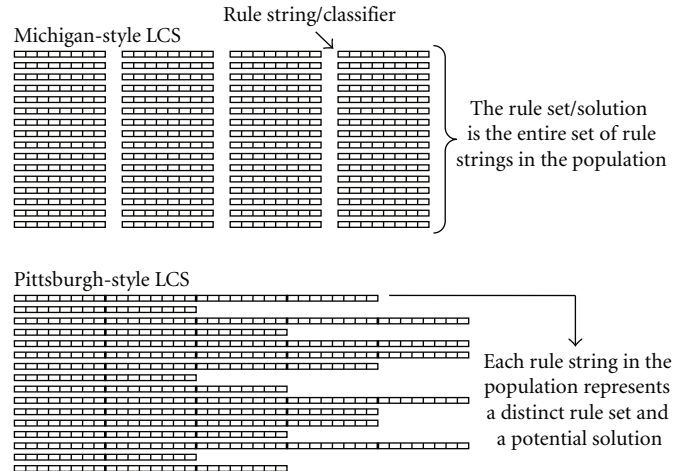 Rule string/classifier
Michigan-style LCS
The rule set/solution
is the entire set of rule
strings in the population
Pittsburgh-style LCS
Each rule string in the
population represents
a distinct rule set and
a potential solution